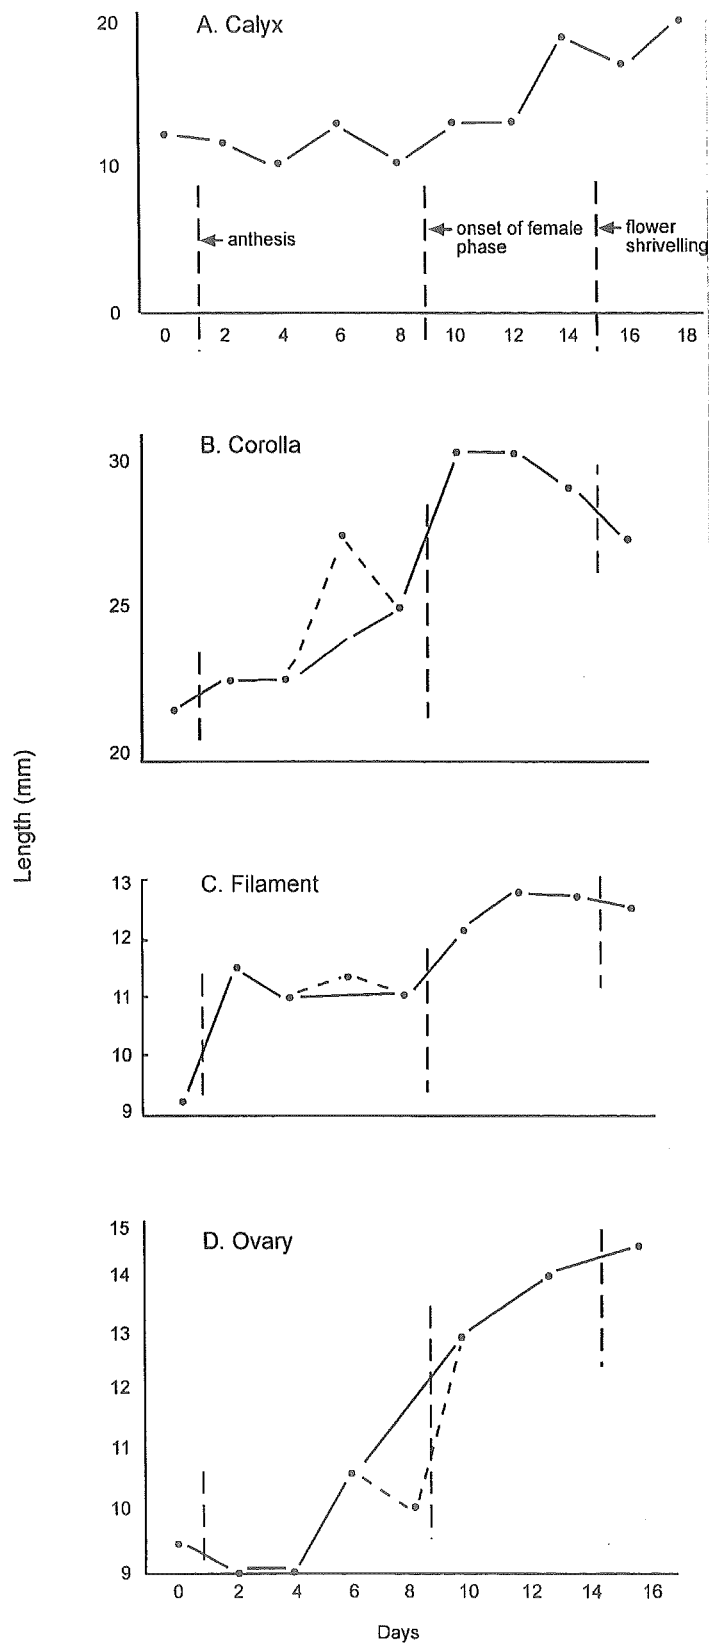 20
A. Calyx
10
anthesis
onset of female
phase
flower
shrivelling
0
0 2 4 6 8 10 12 14 16 18
B. Corolla
30
25
20
Length (mm)
13
C. Filament
12
11
10
9
15
D. Ovary
14
13
12
11
10
9
0 2 4 6 8 10 12 14 16
Days